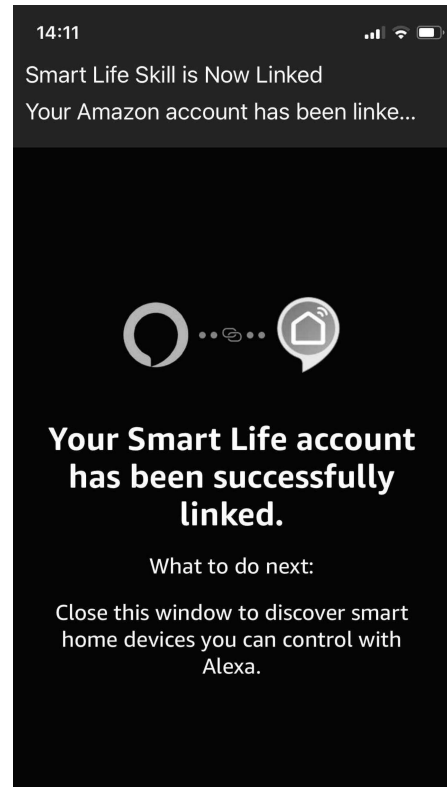 14:11
Smart Life Skill is Now Linked
Your Amazon account has been linke...
Your Smart Life account
has been successfully
linked.
What to do next:
Close this window to discover smart
home devices you can control with
Alexa.